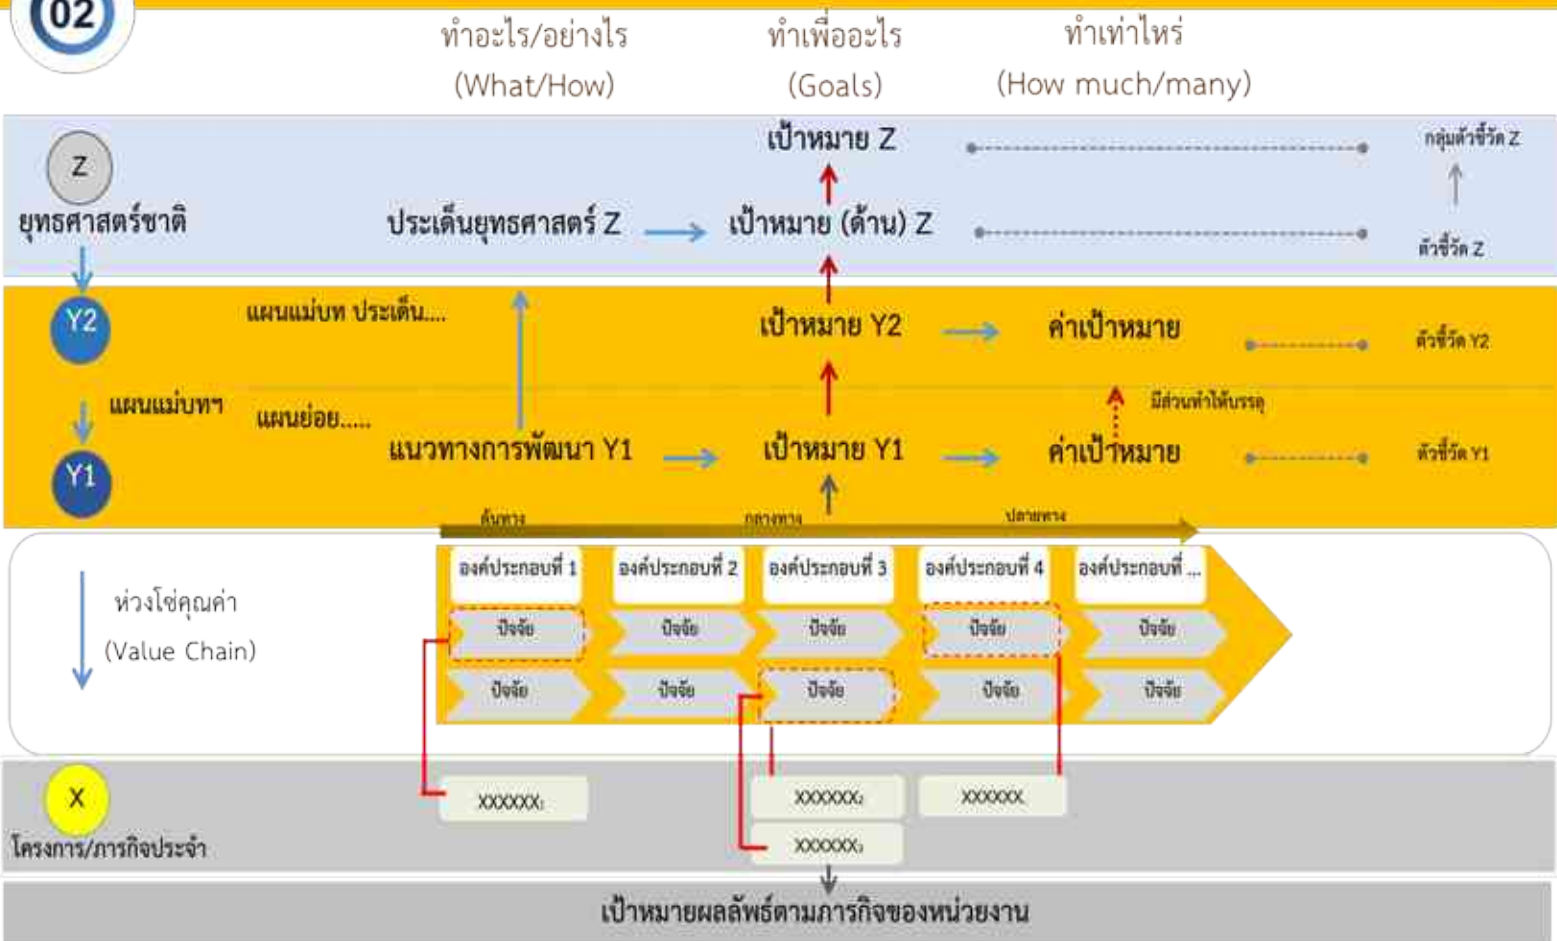 02
ทำอะไร/อย่างไร
(What/How)
ทำเพื่ออะไร
(Goals)
ทำเท่าไหร่
(How much/many)
Z
ยุทธศาสตร์ชาติ
ประเด็นยุทธศาสตร์ Z
เป้าหมาย Z
เป้าหมาย (ด้าน) Z
กลุ่มตัวชี้วัด Z
ตัวชี้วัด Z
Y2
แผนแม่บท ประเด็น....
เป้าหมาย Y2
ค่าเป้าหมาย
ตัวชี้วัด Y2
แผนแม่บทฯ
แผนย่อย.....
มีส่วนทำให้บรรลุ
Y1
แนวทางการพัฒนา Y1
เป้าหมาย Y1
ค่าเป้าหมาย
ตัวชี้วัด Y1
ต้นทาง
กลางทาง
ปลายทาง
ห่วงโซ่คุณค่า
(Value Chain)
องค์ประกอบที่ 1
องค์ประกอบที่ 2
องค์ประกอบที่ 3
องค์ประกอบที่ 4
องค์ประกอบที่ ...
ปัจจัย
ปัจจัย
ปัจจัย
ปัจจัย
ปัจจัย
ปัจจัย
ปัจจัย
ปัจจัย
ปัจจัย
ปัจจัย
X
โครงการ/ภารกิจประจำ
XXXXXX₁
XXXXXX₂
XXXXXX
XXXXXX₃
เป้าหมายผลลัพธ์ตามภารกิจของหน่วยงาน